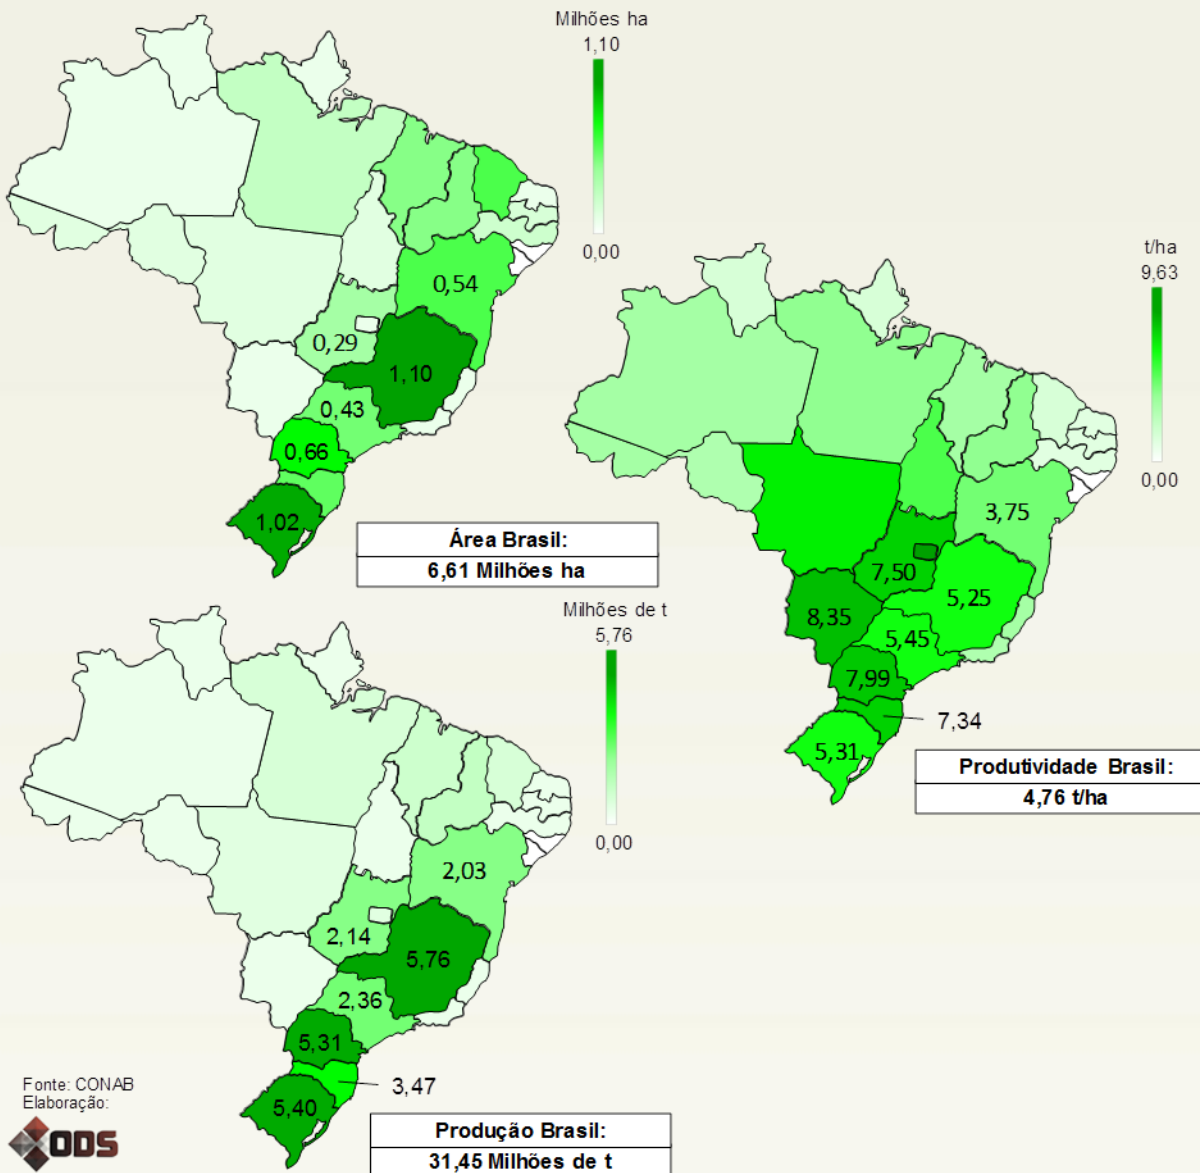 Milhões ha
1,10
0,00
0,54
0,29
1,10
0,43
0,66
1,02
Área Brasil:
6,61 Milhões ha
t/ha
9,63
0,00
3,75
7,50
5,25
8,35
5,45
7,99
7,34
5,31
Produtividade Brasil:
4,76 t/ha
Milhões de t
5,76
0,00
2,03
2,14
5,76
2,36
5,31
3,47
5,40
Produção Brasil:
31,45 Milhões de t
Fonte: CONAB
Elaboração:
ODS